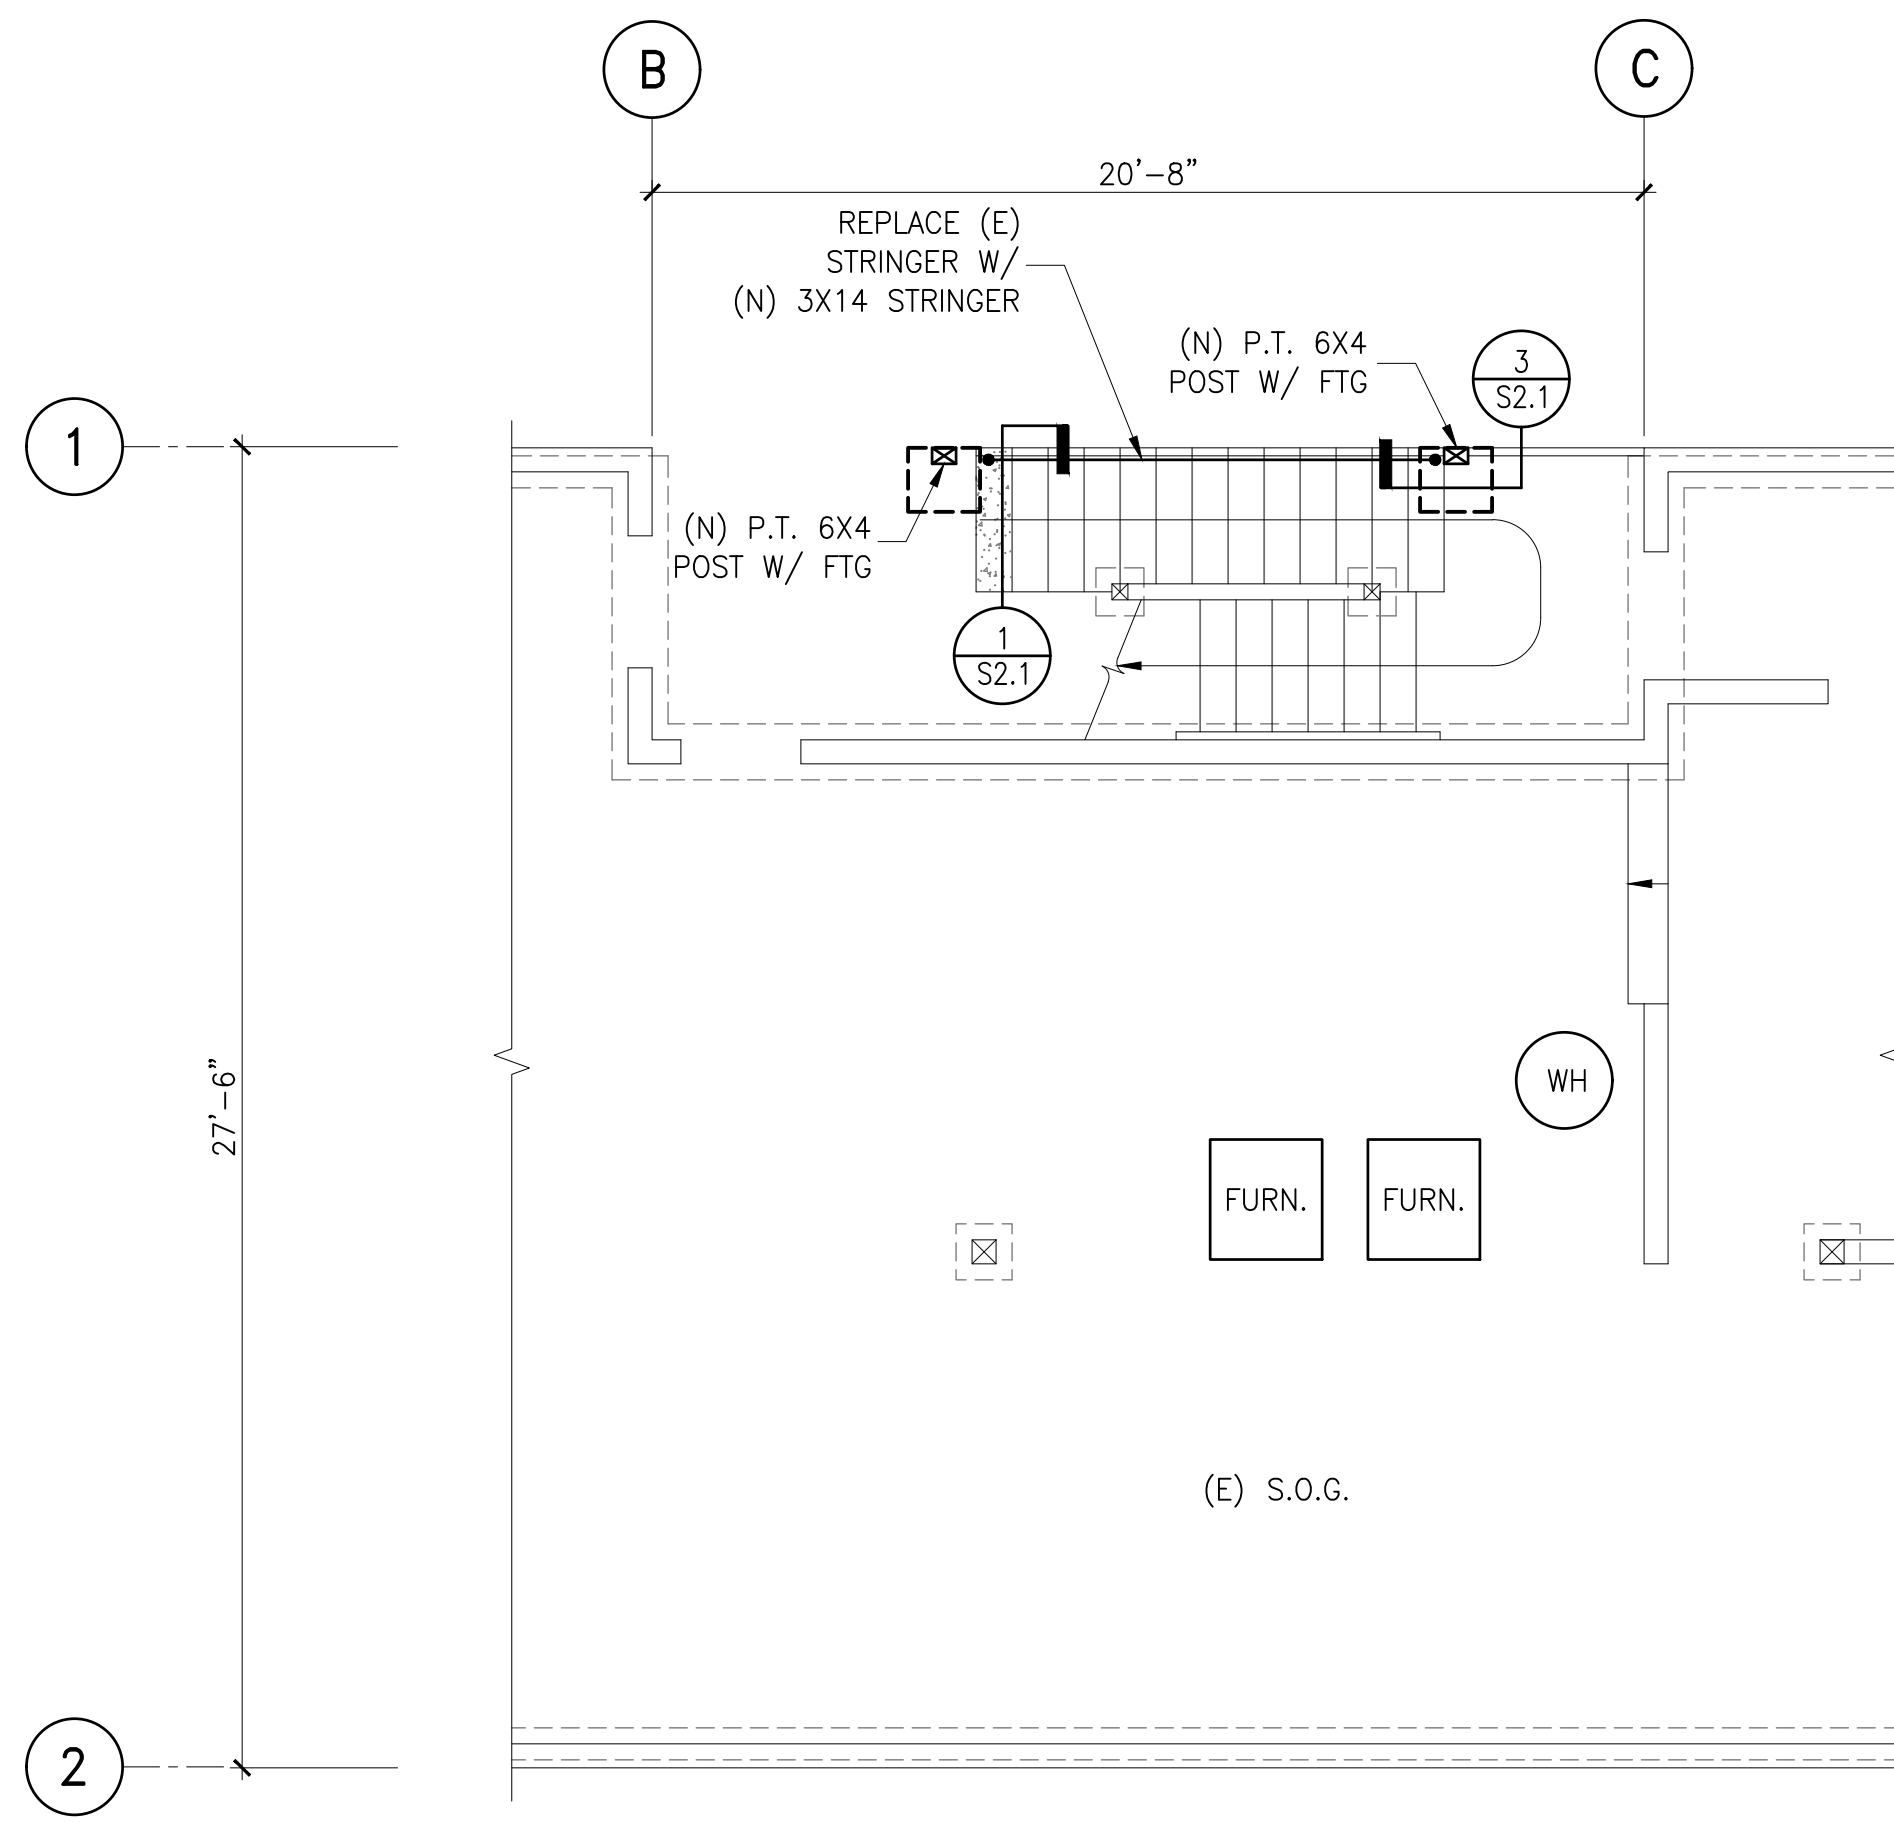 B
C
20'-8"
REPLACE (E)
STRINGER W/
(N) 3X14 STRINGER
(N) P.T. 6X4
POST W/ FTG
3
S2.1
1
(N) P.T. 6X4
POST W/ FTG
1
S2.1
27'-6"
WH
FURN.
FURN.
(E) S.O.G.
2